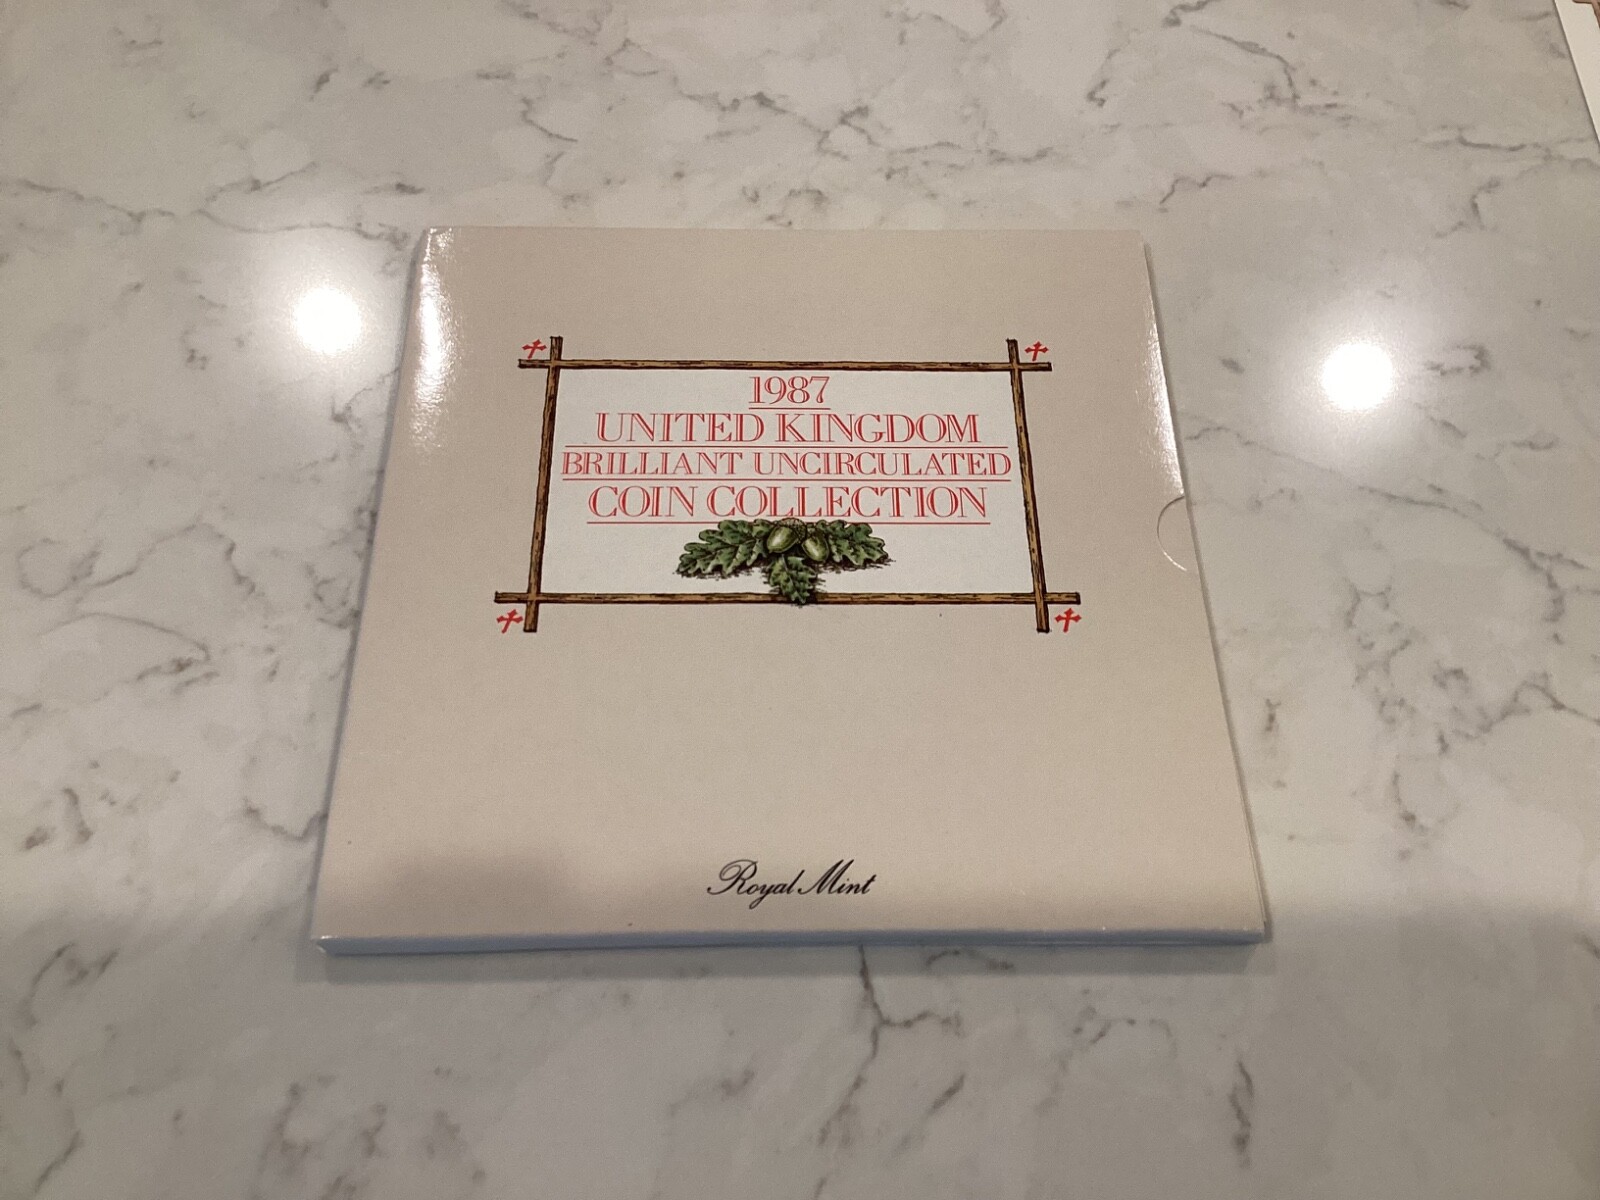 1987
UNITED KINGDOM
BRILLIANT UNCIRCULATED
COIN COLLECTION
Royal Mint